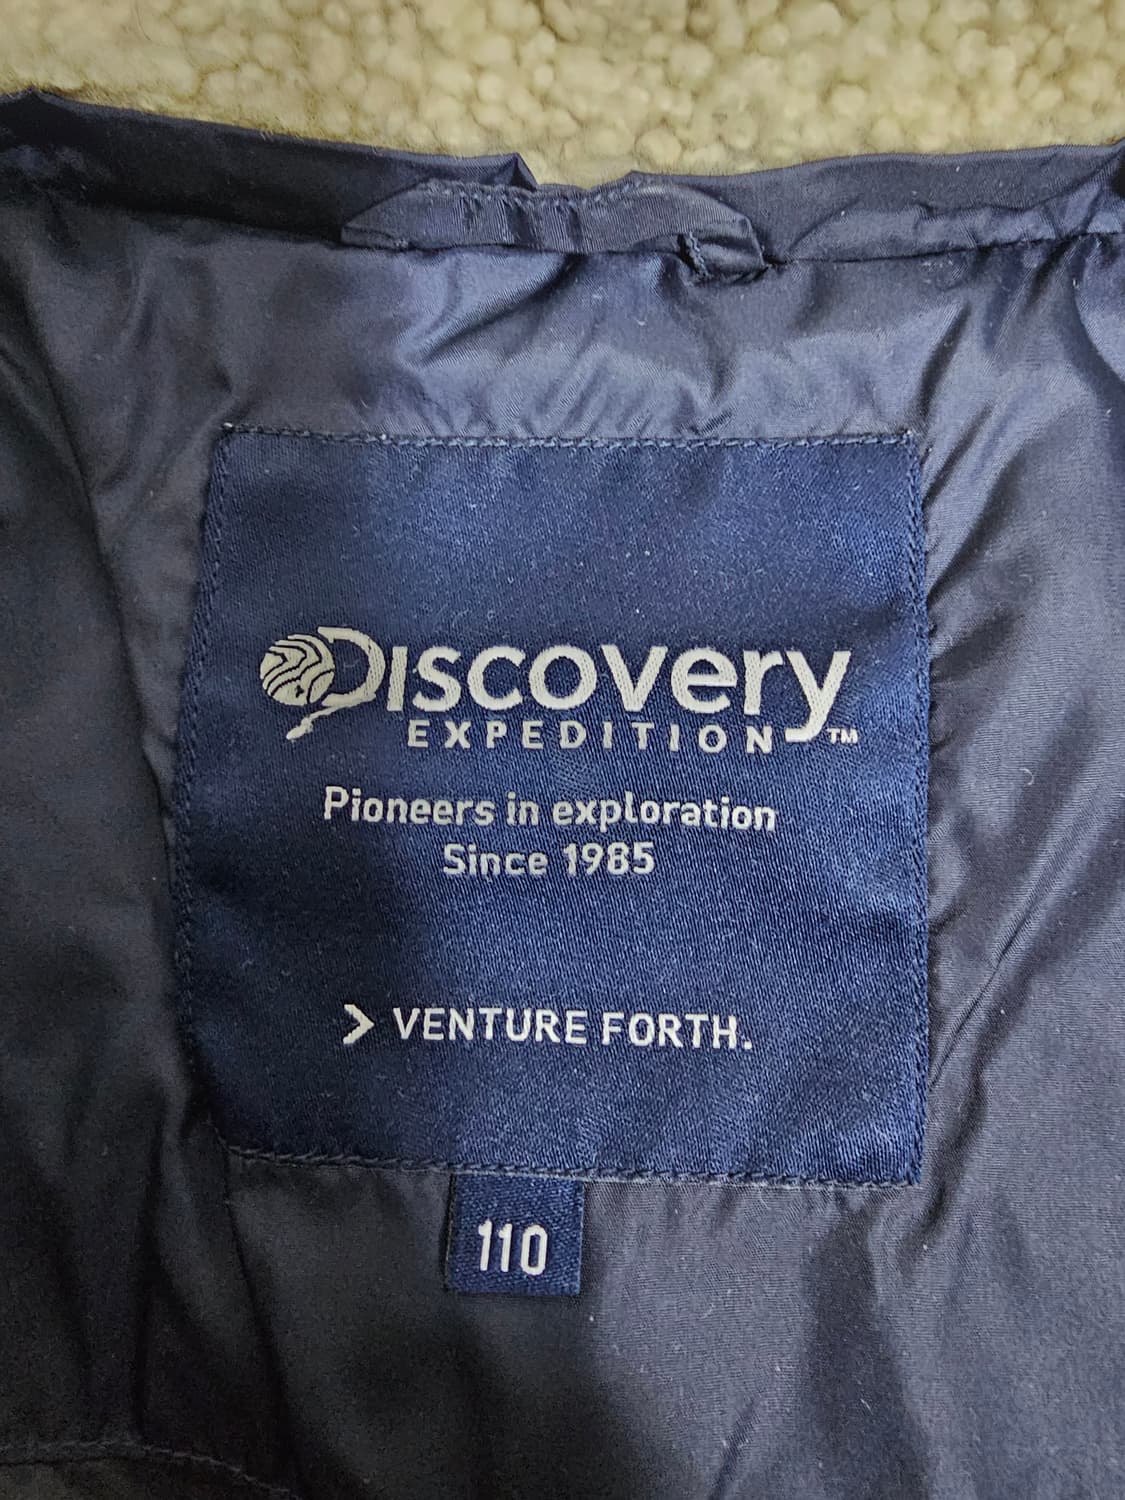 Discovery
EXPEDITION™
Pioneers in exploration
Since 1985
> VENTURE FORTH.
110